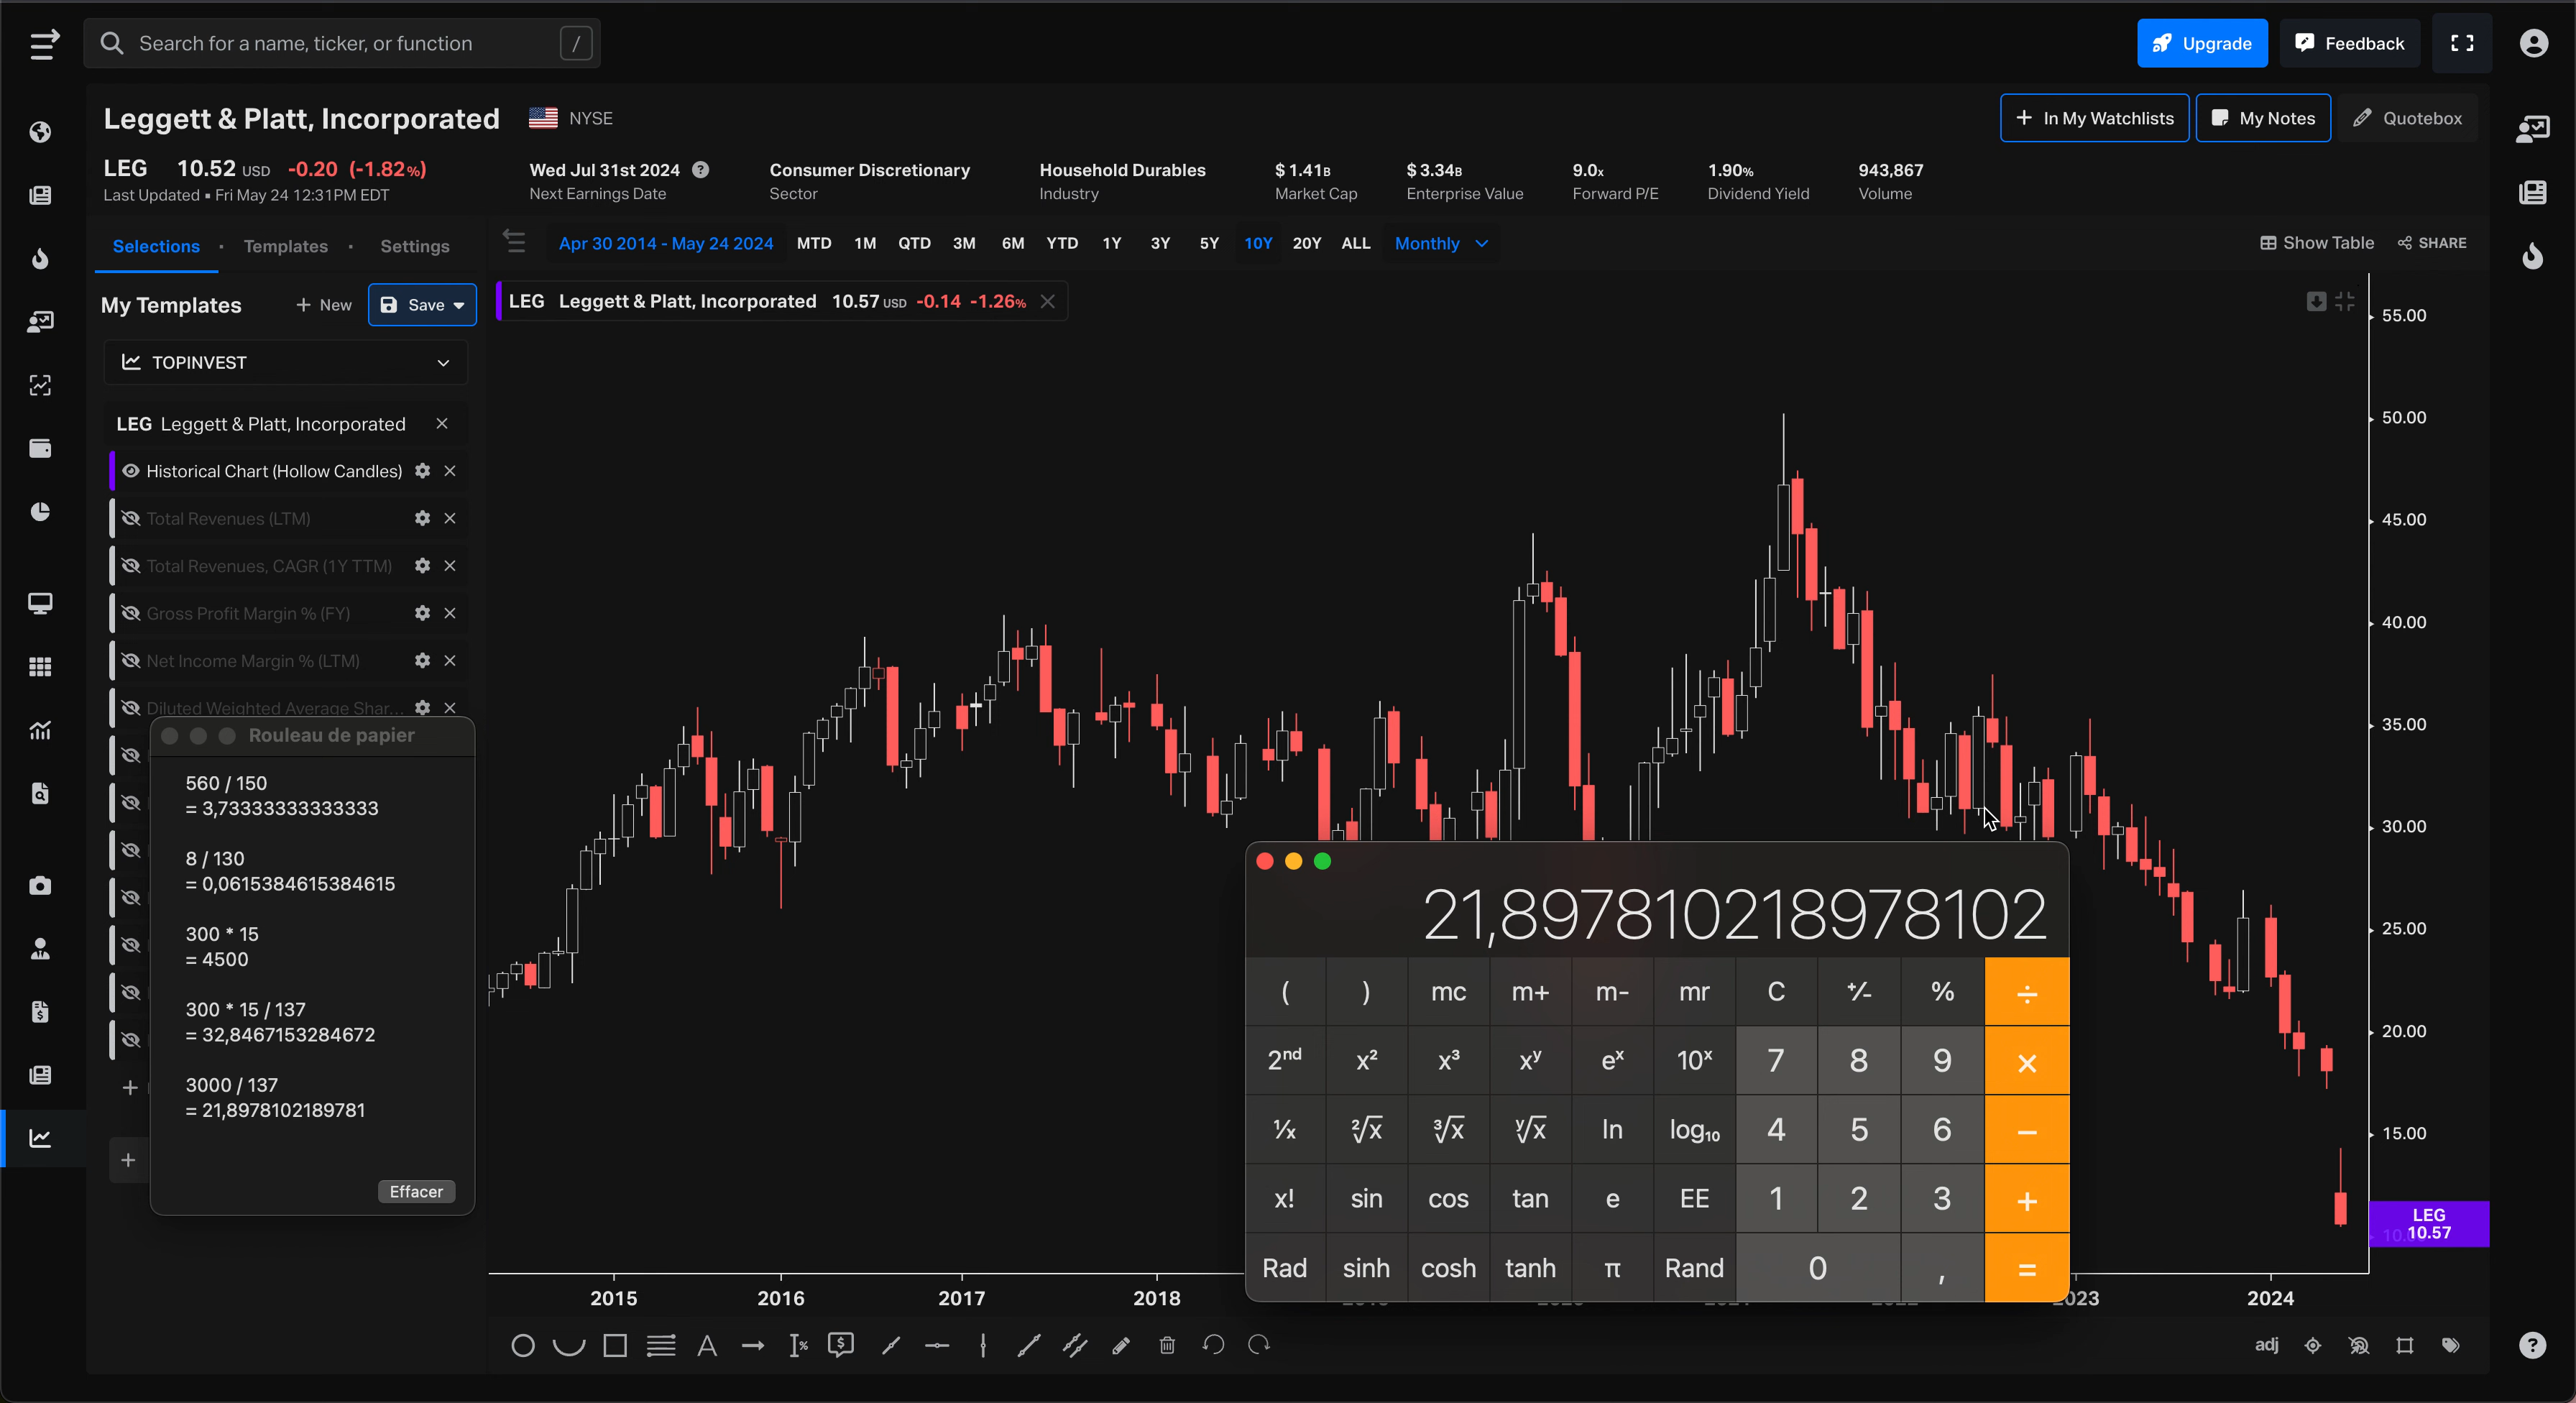 Search for a name, ticker, or function /
Upgrade
Feedback
Leggett & Platt, Incorporated NYSE
+ In My Watchlists
My Notes
Quotebox
LEG 10.52 USD -0.20 (-1.82%)
Last Updated ▪ Fri May 24 12:31PM EDT
Wed Jul 31st 2024 ?
Next Earnings Date
Consumer Discretionary
Sector
Household Durables
Industry
$ 1.41B
Market Cap
$ 3.34B
Enterprise Value
9.0x
Forward P/E
1.90%
Dividend Yield
943,867
Volume
Selections · Templates · Settings
Apr 30 2014 - May 24 2024 MTD 1M QTD 3M 6M YTD 1Y 3Y 5Y 10Y 20Y ALL Monthly
Show Table
SHARE
My Templates
+ New
Save
TOPINVEST
LEG Leggett & Platt, Incorporated
Historical Chart (Hollow Candles)
Total Revenues (LTM)
Total Revenues, CAGR (1Y TTM)
Gross Profit Margin % (FY)
Net Income Margin % (LTM)
Diluted Weighted Average Shar...
LEG Leggett & Platt, Incorporated 10.57 USD -0.14 -1.26%
55.00
50.00
45.00
40.00
35.00
30.00
25.00
20.00
15.00
LEG
10.57
Rouleau de papier
560 / 150
= 3,73333333333333
8 / 130
= 0,0615384615384615
300 * 15
= 4500
300 * 15 / 137
= 32,8467153284672
3000 / 137
= 21,8978102189781
Effacer
21,8978102189781​02
( ) mc m+ m- mr C +⁄- % ÷
2nd x² x³ xʸ eˣ 10ˣ 7 8 9 ×
1⁄x ²√x ³√x ʸ√x ln log₁₀ 4 5 6 −
x! sin cos tan e EE 1 2 3 +
Rad sinh cosh tanh π Rand 0 , =
2015 2016 2017 2018 2023 2024
A
adj
?